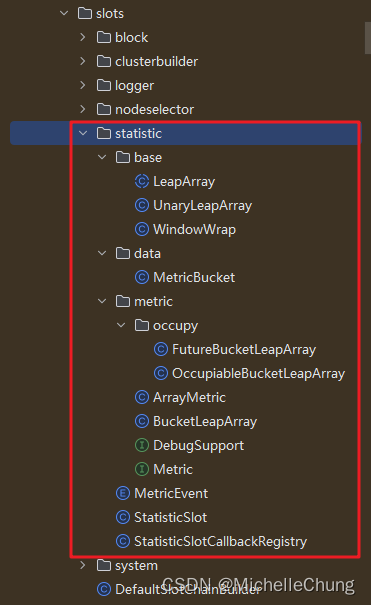 slots
block
clusterbuilder
logger
nodeselector
statistic
base
LeapArray
UnaryLeapArray
WindowWrap
data
MetricBucket
metric
occupy
FutureBucketLeapArray
OccupiableBucketLeapArray
ArrayMetric
BucketLeapArray
DebugSupport
Metric
MetricEvent
StatisticSlot
StatisticSlotCallbackRegistry
system
DefaultSlotChainBuilder
CSDN @MichelleChung